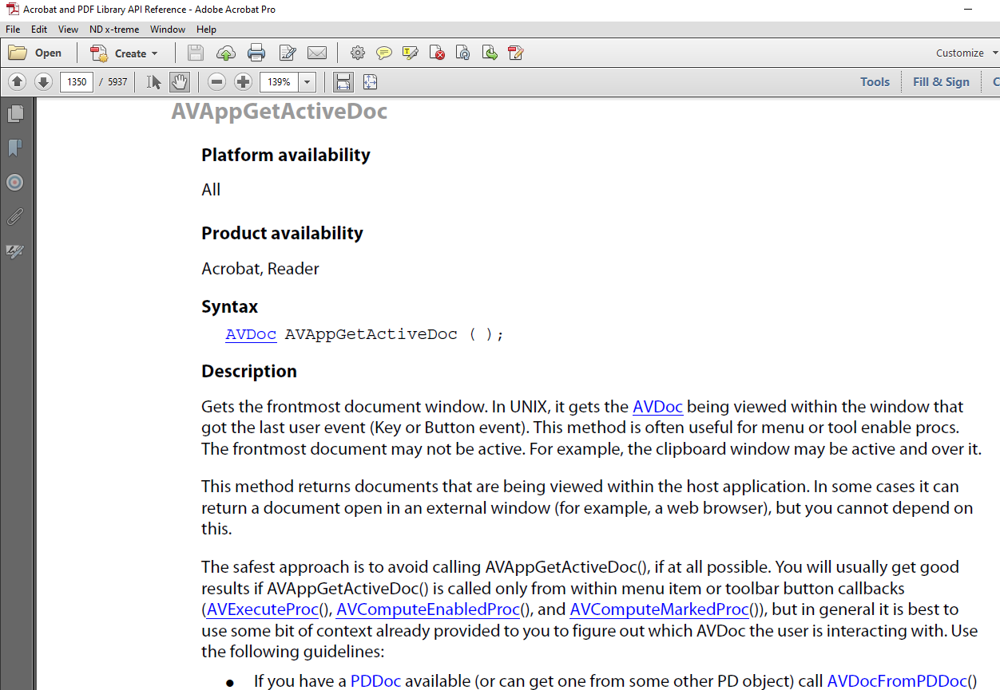 Acrobat and PDF Library API Reference - Adobe Acrobat Pro
File Edit View ND x-treme Window Help
Open Create Customize
1350 / 5937 139% Tools Fill & Sign C
AVAppGetActiveDoc
Platform availability
All
Product availability
Acrobat, Reader
Syntax
AVDoc AVAppGetActiveDoc ( );
Description
Gets the frontmost document window. In UNIX, it gets the AVDoc being viewed within the window that
got the last user event (Key or Button event). This method is often useful for menu or tool enable procs.
The frontmost document may not be active. For example, the clipboard window may be active and over it.
This method returns documents that are being viewed within the host application. In some cases it can
return a document open in an external window (for example, a web browser), but you cannot depend on
this.
The safest approach is to avoid calling AVAppGetActiveDoc(), if at all possible. You will usually get good
results if AVAppGetActiveDoc() is called only from within menu item or toolbar button callbacks
(AVExecuteProc(), AVComputeEnabledProc(), and AVComputeMarkedProc()), but in general it is best to
use some bit of context already provided to you to figure out which AVDoc the user is interacting with. Use
the following guidelines:
● If you have a PDDoc available (or can get one from some other PD object) call AVDocFromPDDoc()